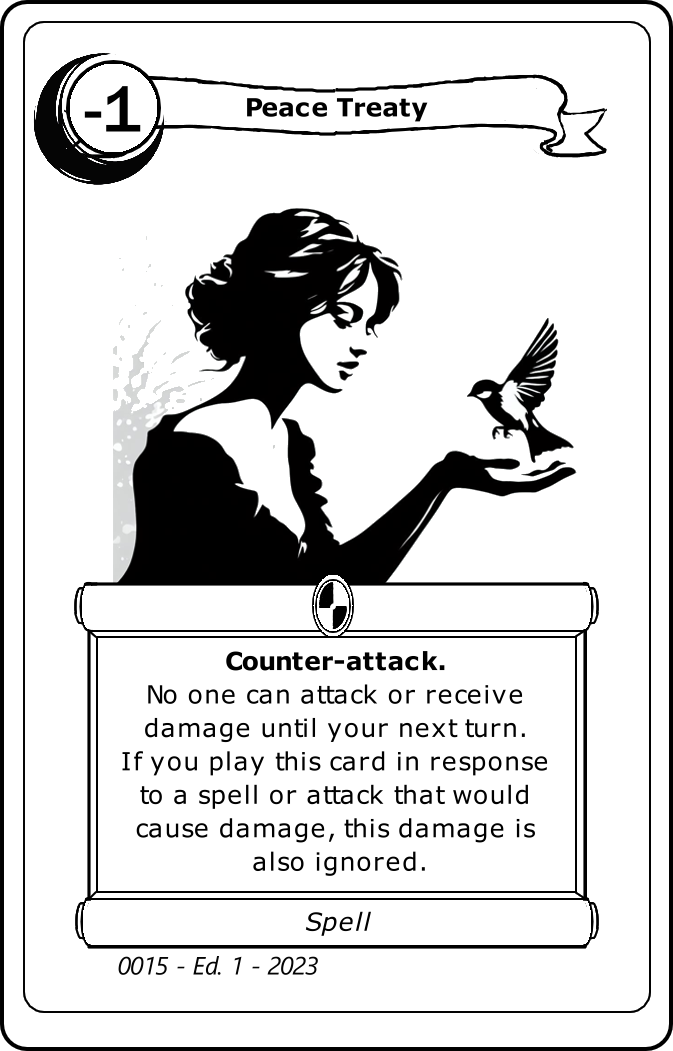 -1
Peace Treaty
Counter-attack.
No one can attack or receive
damage until your next turn.
If you play this card in response
to a spell or attack that would
cause damage, this damage is
also ignored.
Spell
0015 - Ed. 1 - 2023